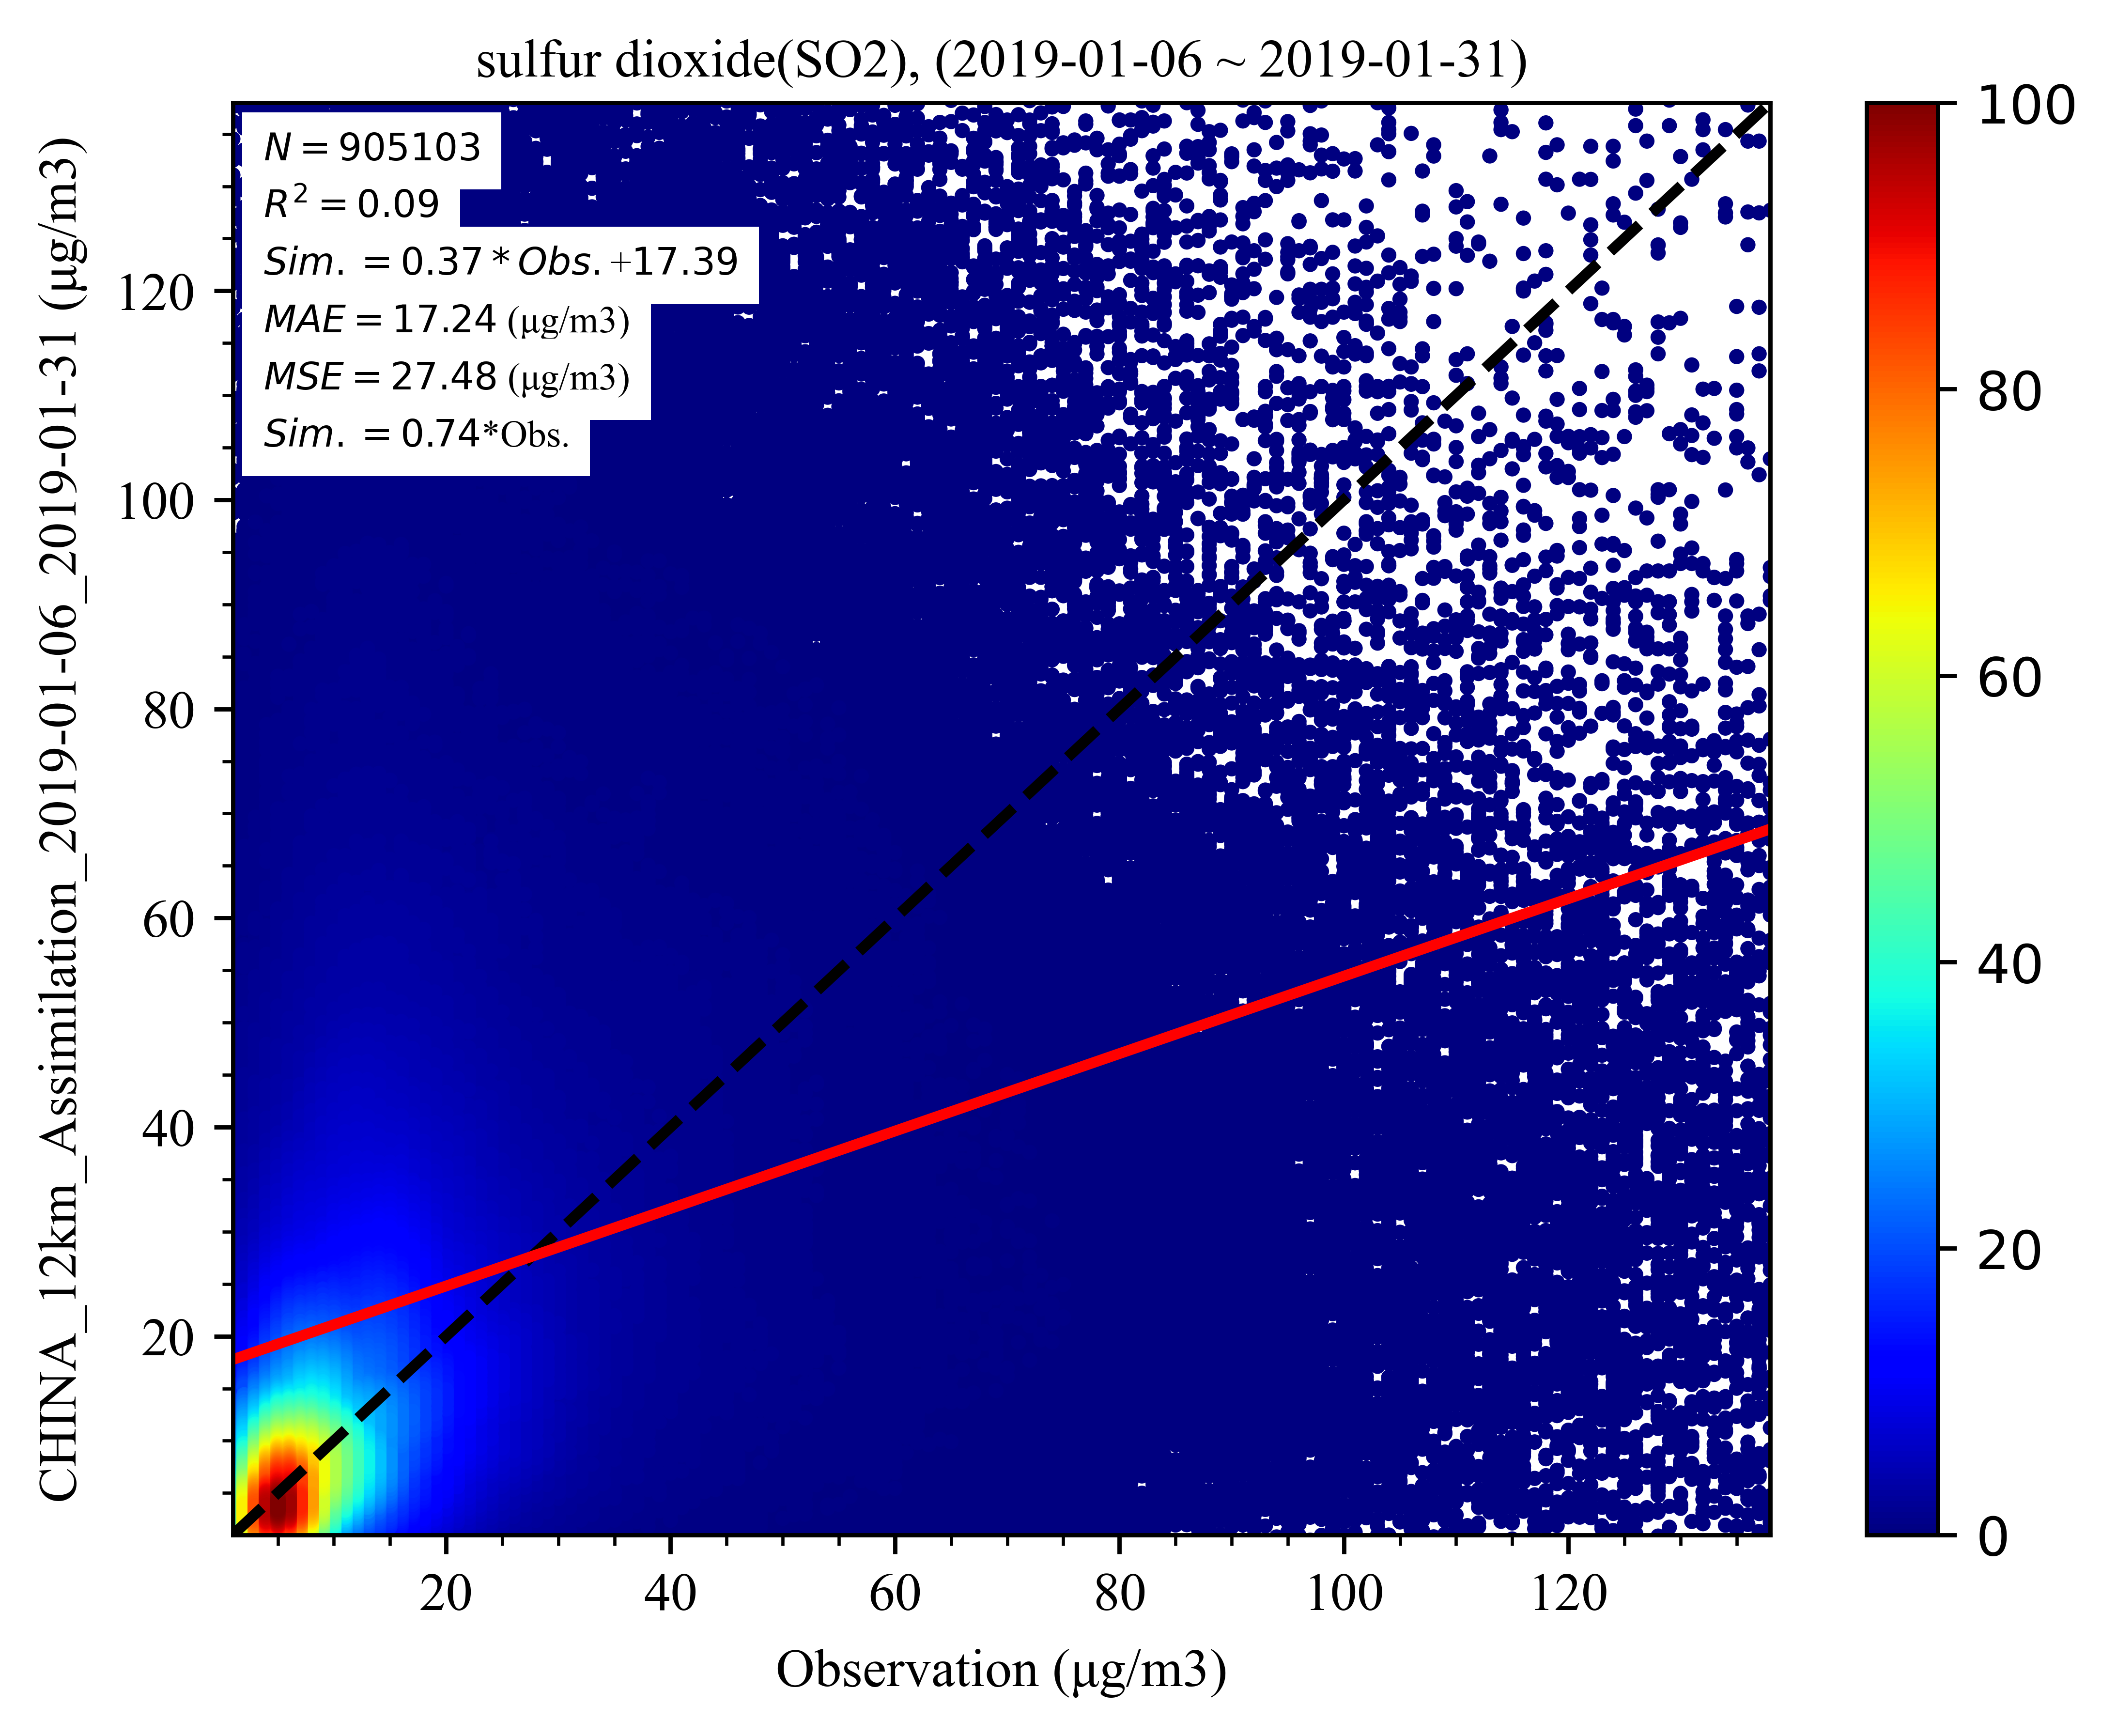 sulfur dioxide(SO2), (2019-01-06 ~ 2019-01-31)
N = 905103
R² = 0.09
Sim. = 0.37 * Obs. +17.39
MAE = 17.24 (μg/m3)
MSE = 27.48 (μg/m3)
Sim. = 0.74*Obs.
CHINA_12km_Assimilation_2019-01-06_2019-01-31 (μg/m3)
120
100
80
60
40
20
20 40 60 80 100 120
Observation (μg/m3)
100
80
60
40
20
0